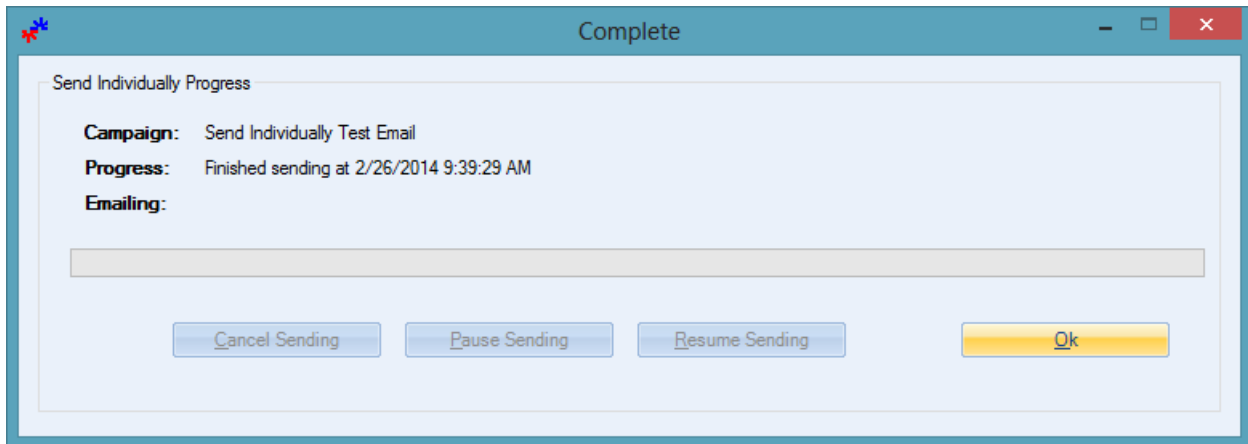 Complete
Send Individually Progress
Campaign: Send Individually Test Email
Progress: Finished sending at 2/26/2014 9:39:29 AM
Emailing:
Cancel Sending Pause Sending Resume Sending Ok